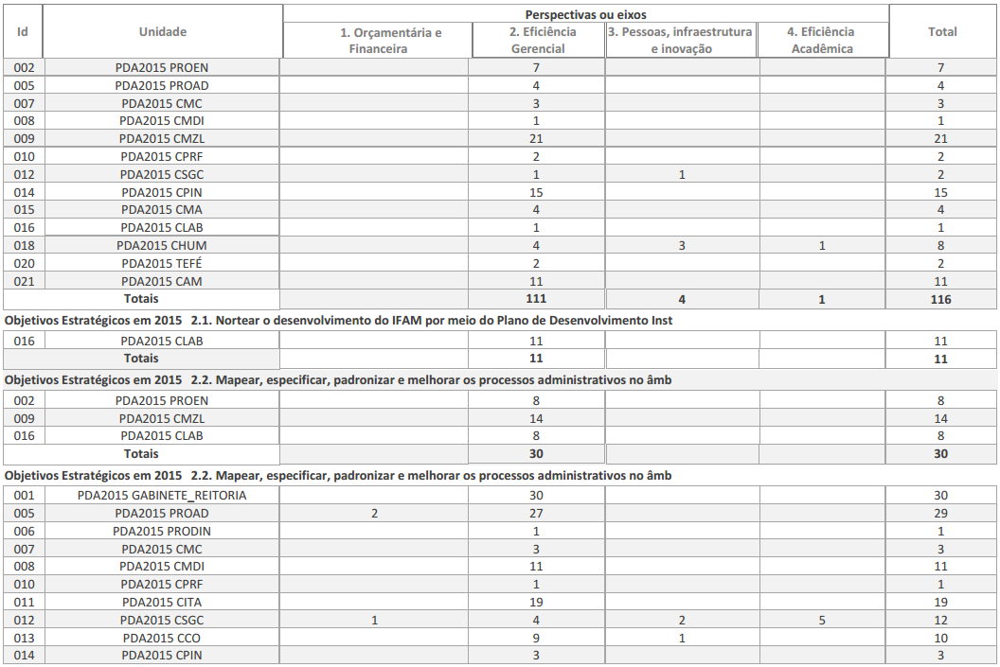 Perspectivas ou eixos
Id Unidade 1. Orçamentária e Financeira 2. Eficiência Gerencial 3. Pessoas, infraestrutura e inovação 4. Eficiência Acadêmica Total
002 PDA2015 PROEN 7 7
005 PDA2015 PROAD 4 4
007 PDA2015 CMC 3 3
008 PDA2015 CMDI 1 1
009 PDA2015 CMZL 21 21
010 PDA2015 CPRF 2 2
012 PDA2015 CSGC 1 1 2
014 PDA2015 CPIN 15 15
015 PDA2015 CMA 4 4
016 PDA2015 CLAB 1 1
018 PDA2015 CHUM 4 3 1 8
020 PDA2015 TEFÉ 2 2
021 PDA2015 CAM 11 11
Totais 111 4 1 116
Objetivos Estratégicos em 2015 2.1. Nortear o desenvolvimento do IFAM por meio do Plano de Desenvolvimento Inst
016 PDA2015 CLAB 11 11
Totais 11 11
Objetivos Estratégicos em 2015 2.2. Mapear, especificar, padronizar e melhorar os processos administrativos no âmb
002 PDA2015 PROEN 8 8
009 PDA2015 CMZL 14 14
016 PDA2015 CLAB 8 8
Totais 30 30
Objetivos Estratégicos em 2015 2.2. Mapear, especificar, padronizar e melhorar os processos administrativos no âmb
001 PDA2015 GABINETE_REITORIA 30 30
005 PDA2015 PROAD 2 27 29
006 PDA2015 PRODIN 1 1
007 PDA2015 CMC 3 3
008 PDA2015 CMDI 11 11
010 PDA2015 CPRF 1 1
011 PDA2015 CITA 19 19
012 PDA2015 CSGC 1 4 2 5 12
013 PDA2015 CCO 9 1 10
014 PDA2015 CPIN 3 3